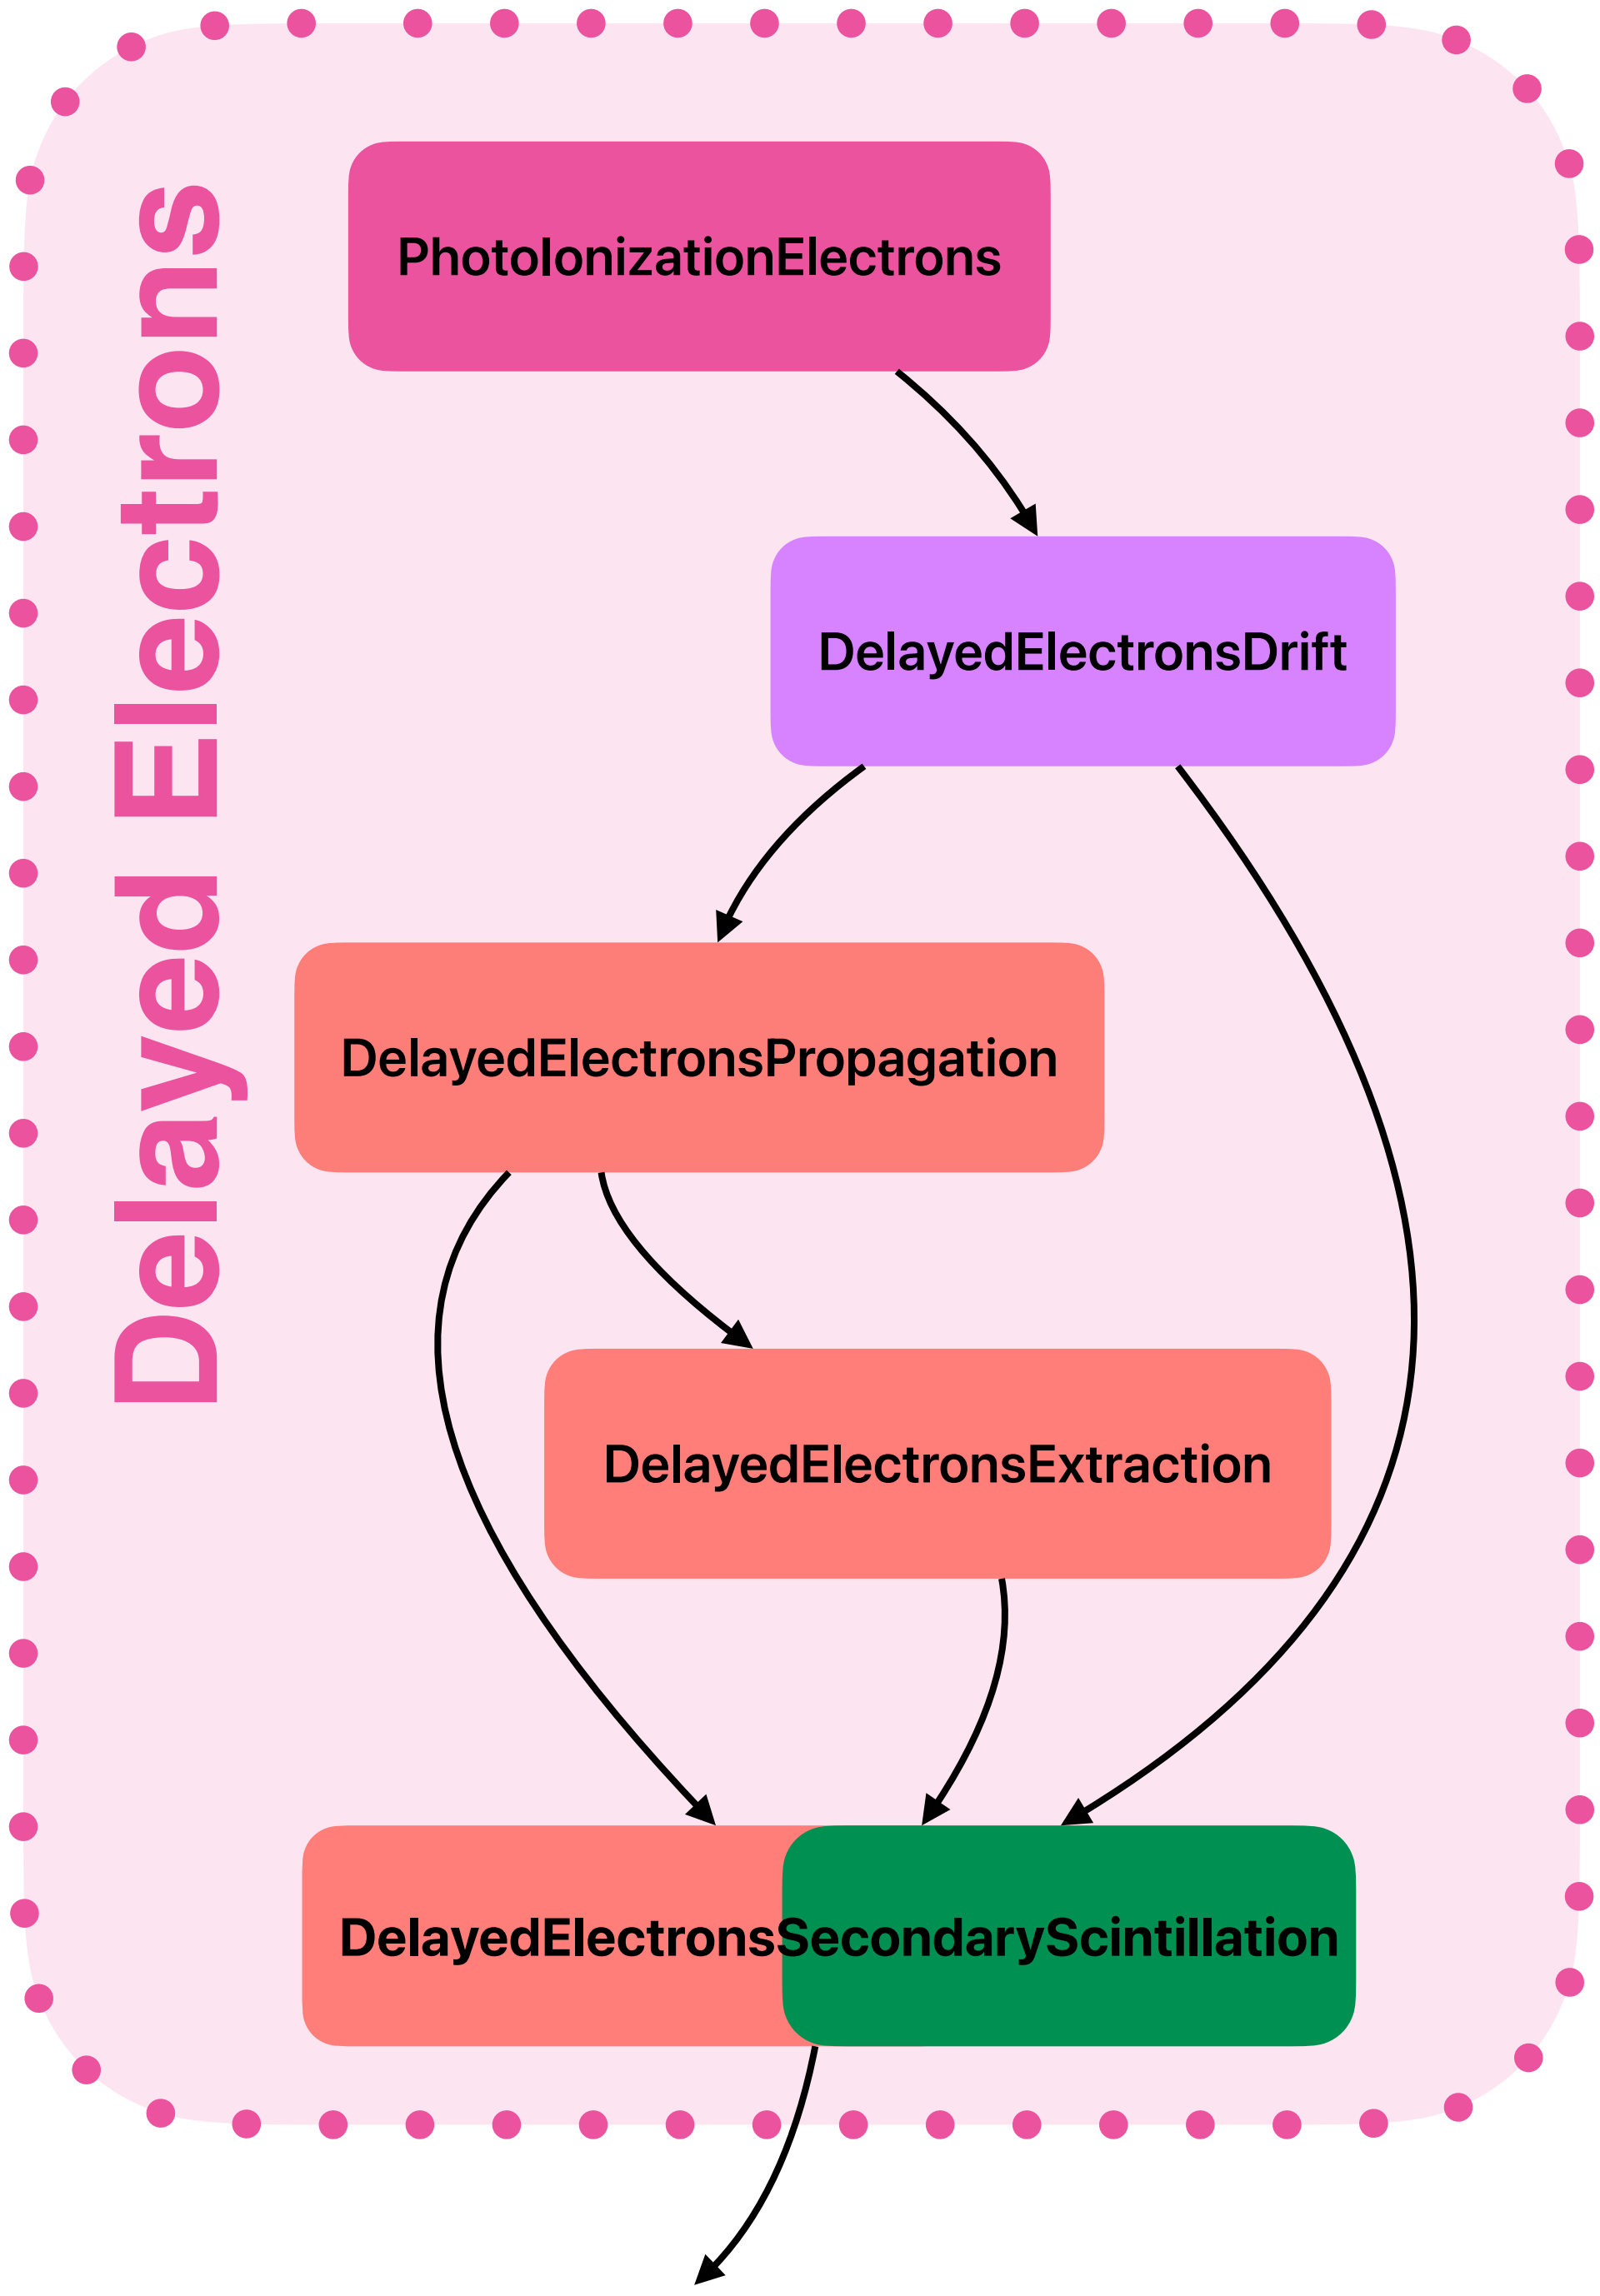 Delayed Electrons
PhotoIonizationElectrons
DelayedElectronsDrift
DelayedElectronsPropagation
DelayedElectronsExtraction
DelayedElectronsSecondaryScintillation